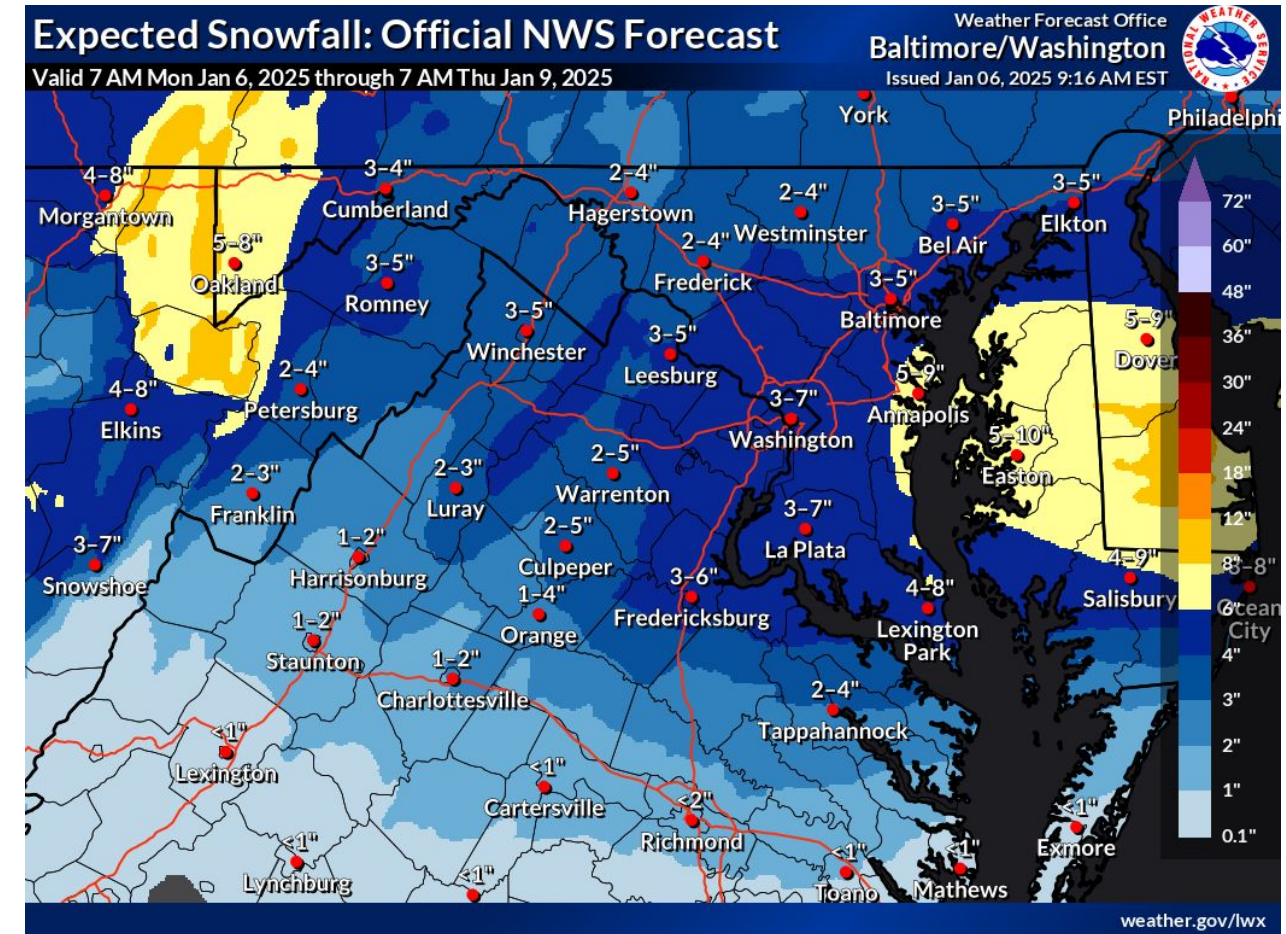 Expected Snowfall: Official NWS Forecast
Valid 7 AM Mon Jan 6, 2025 through 7 AM Thu Jan 9, 2025
Weather Forecast Office
Baltimore/Washington
Issued Jan 06, 2025 9:16 AM EST
NATIONAL WEATHER SERVICE
York
Philadelphi
4-8"
Morgantown
3-4"
Cumberland
2-4"
Hagerstown
2-4"
Westminster
3-5"
Bel Air
3-5"
Elkton
5-8"
Oakland
3-5"
Romney
2-4"
Frederick
3-5"
Baltimore
3-5"
Winchester
3-5"
Leesburg
5-9"
Dover
4-8"
Elkins
2-4"
Petersburg
3-7"
Washington
5-9"
Annapolis
2-3"
Franklin
2-3"
Luray
2-5"
Warrenton
5-10"
Easton
3-7"
Snowshoe
1-2"
Harrisonburg
2-5"
Culpeper
3-7"
La Plata
1-2"
Staunton
1-4"
Orange
3-6"
Fredericksburg
4-8"
Lexington
Park
4-9"
Salisbury
Ocean
City
1-2"
Charlottesville
2-4"
Tappahannock
<1"
Lexington
<1"
Cartersville
<2"
Richmond
<1"
Exmore
<1"
Lynchburg
<1"
<1"
Toano
<1"
Mathews
72"
60"
48"
36"
30"
24"
18"
12"
8"
6"
4"
3"
2"
1"
0.1"
weather.gov/lwx